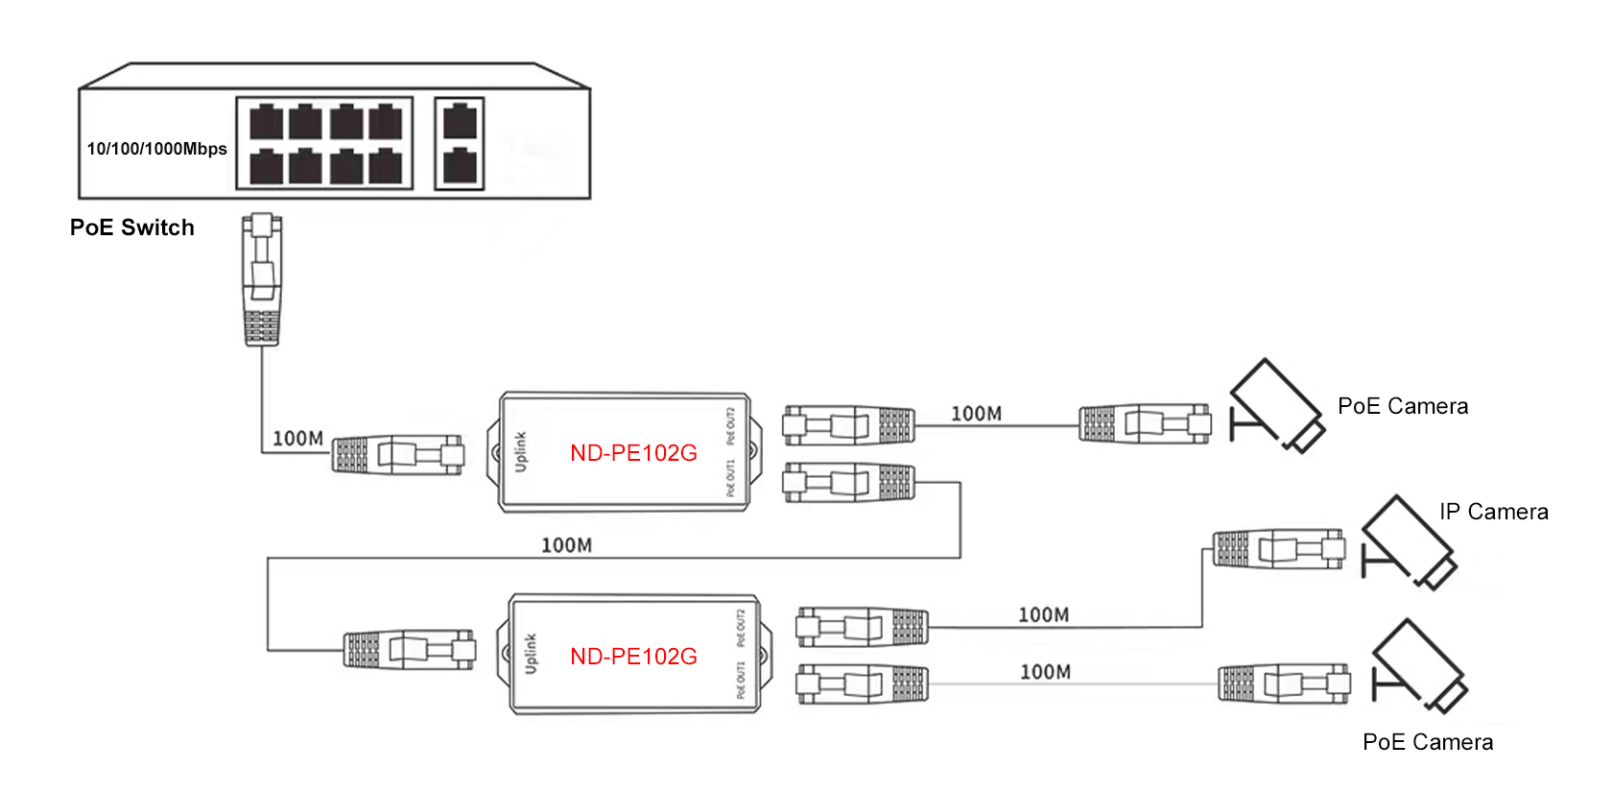 10/100/1000Mbps
PoE Switch
100M
Uplink
ND-PE102G
PoE OUT2
PoE OUT1
100M
PoE Camera
100M
IP Camera
Uplink
ND-PE102G
PoE OUT2
PoE OUT1
100M
100M
PoE Camera